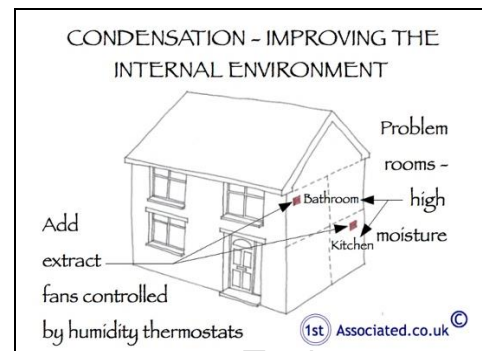 CONDENSATION - IMPROVING THE
INTERNAL ENVIRONMENT
Problem
rooms -
high
moisture
Bathroom
Kitchen
Add
extract
fans controlled
by humidity thermostats
1st Associated.co.uk ©